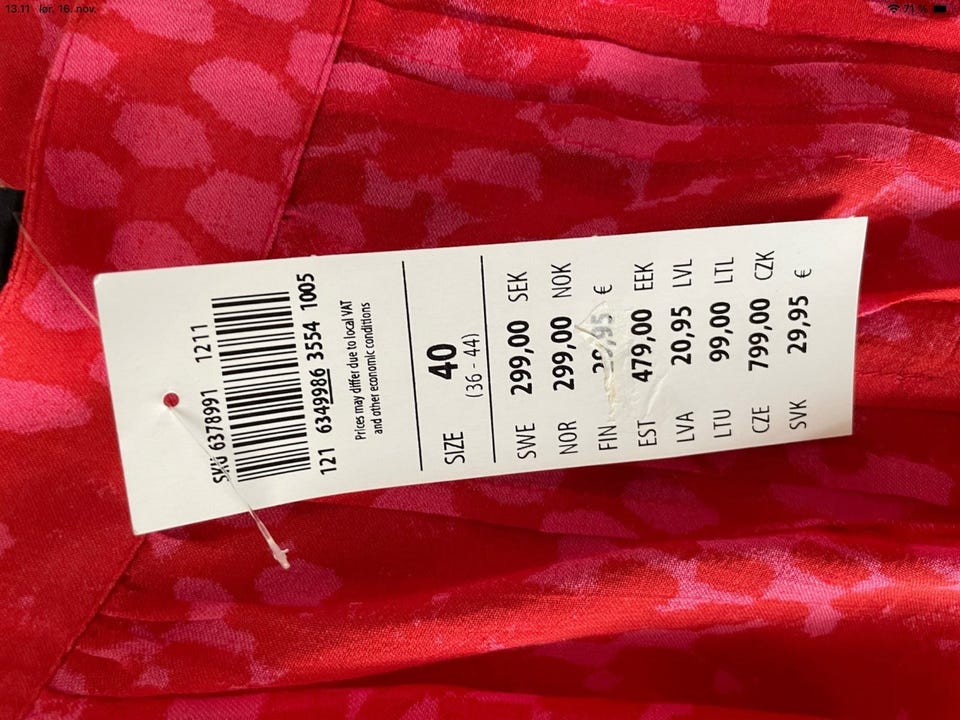 13.11 lør. 16. nov.
71 %
SKU 6378991 1211
121 6349986 3554 1005
Prices may differ due to local VAT
and other economic conditions
SIZE 40
(36 - 44)
SWE 299,00 SEK
NOR 299,00 NOK
FIN 29,95 €
EST 479,00 EEK
LVA 20,95 LVL
LTU 99,00 LTL
CZE 799,00 CZK
SVK 29,95 €